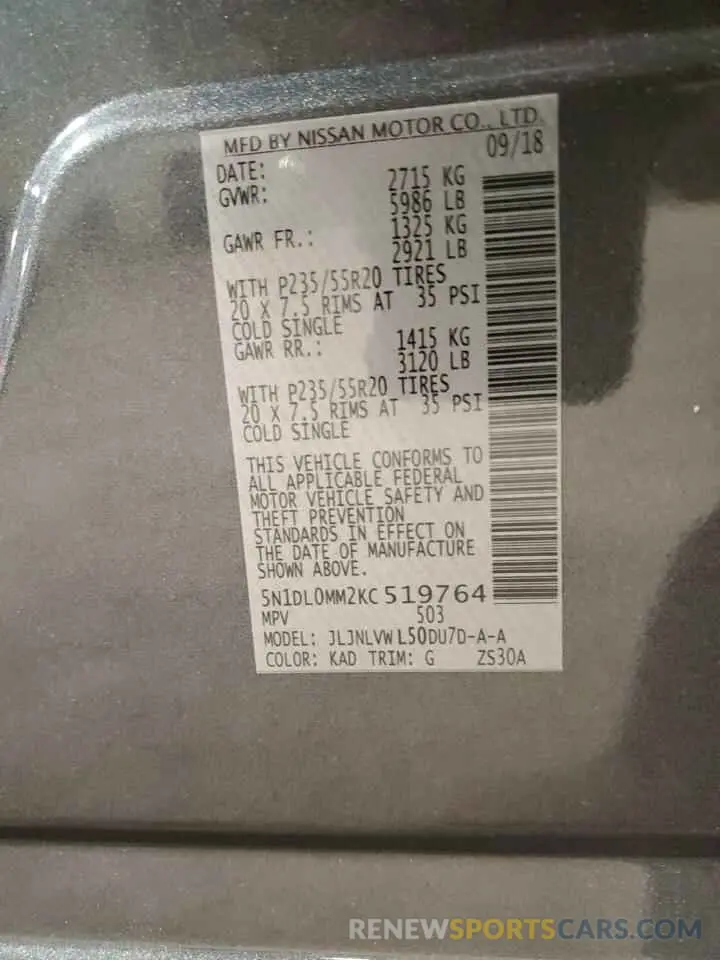 MFD BY NISSAN MOTOR CO., LTD.
DATE: 09/18
GVWR: 2715 KG
5986 LB
GAWR FR.: 1325 KG
2921 LB
WITH P235/55R20 TIRES
20 X 7.5 RIMS AT 35 PSI
COLD SINGLE
GAWR RR.: 1415 KG
3120 LB
WITH P235/55R20 TIRES
20 X 7.5 RIMS AT 35 PSI
COLD SINGLE
THIS VEHICLE CONFORMS TO
ALL APPLICABLE FEDERAL
MOTOR VEHICLE SAFETY AND
THEFT PREVENTION
STANDARDS IN EFFECT ON
THE DATE OF MANUFACTURE
SHOWN ABOVE.
5N1DL0MM2KC519764
MPV 503
MODEL: JLJNLVWL50DU7D-A-A
COLOR: KAD TRIM: G ZS30A
RENEWSPORTSCARS.COM